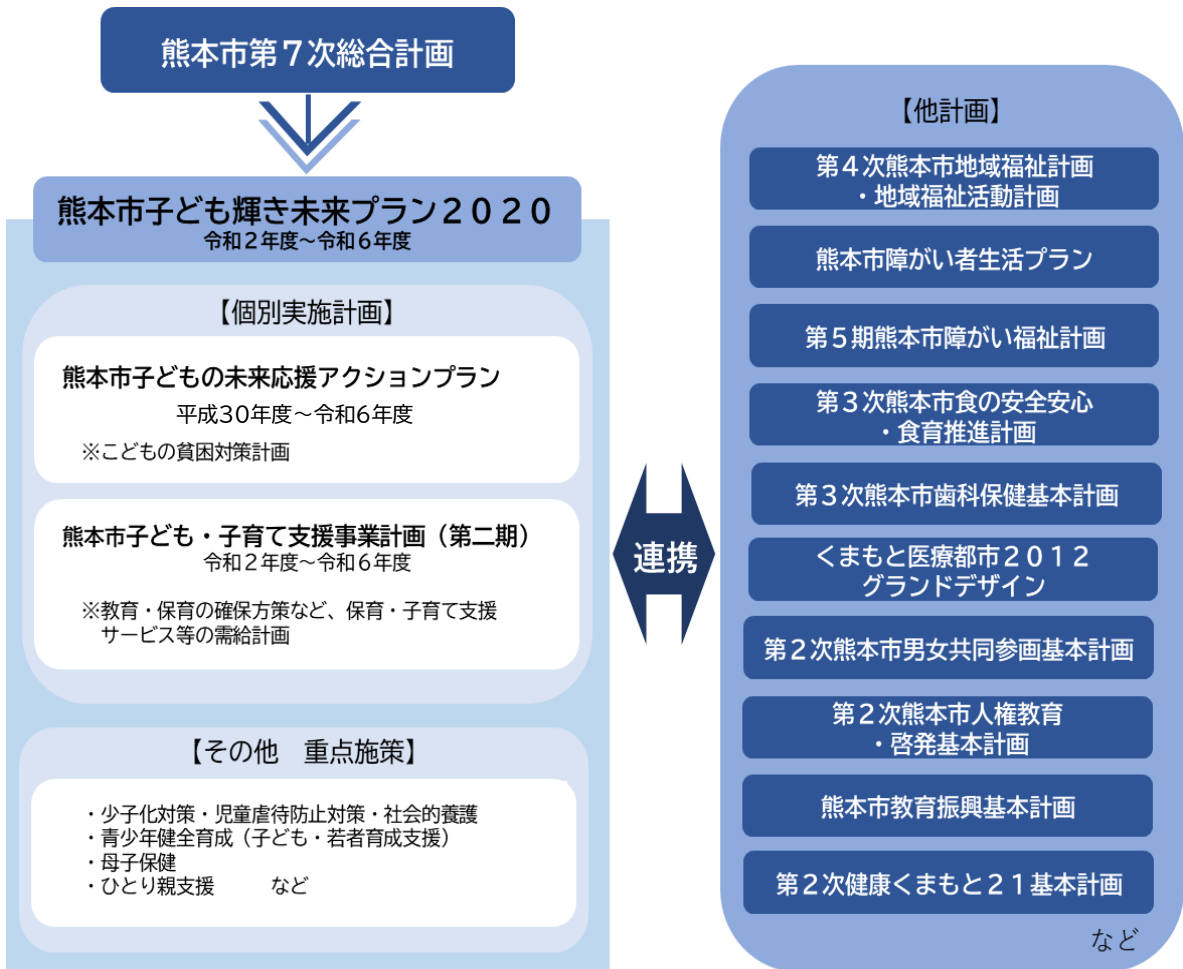 熊本市第７次総合計画
熊本市子ども輝き未来プラン２０２０
令和２年度～令和６年度
【個別実施計画】
熊本市子どもの未来応援アクションプラン
平成30年度～令和6年度
※こどもの貧困対策計画
熊本市子ども・子育て支援事業計画（第二期）
令和２年度～令和６年度
※教育・保育の確保方策など、保育・子育て支援
サービス等の需給計画
【その他　重点施策】
・少子化対策・児童虐待防止対策・社会的養護
・青少年健全育成（子ども・若者育成支援）
・母子保健
・ひとり親支援　　　など
連携
【他計画】
第４次熊本市地域福祉計画
・地域福祉活動計画
熊本市障がい者生活プラン
第５期熊本市障がい福祉計画
第３次熊本市食の安全安心
・食育推進計画
第３次熊本市歯科保健基本計画
くまもと医療都市２０１２
グランドデザイン
第２次熊本市男女共同参画基本計画
第２次熊本市人権教育
・啓発基本計画
熊本市教育振興基本計画
第２次健康くまもと２１基本計画
など